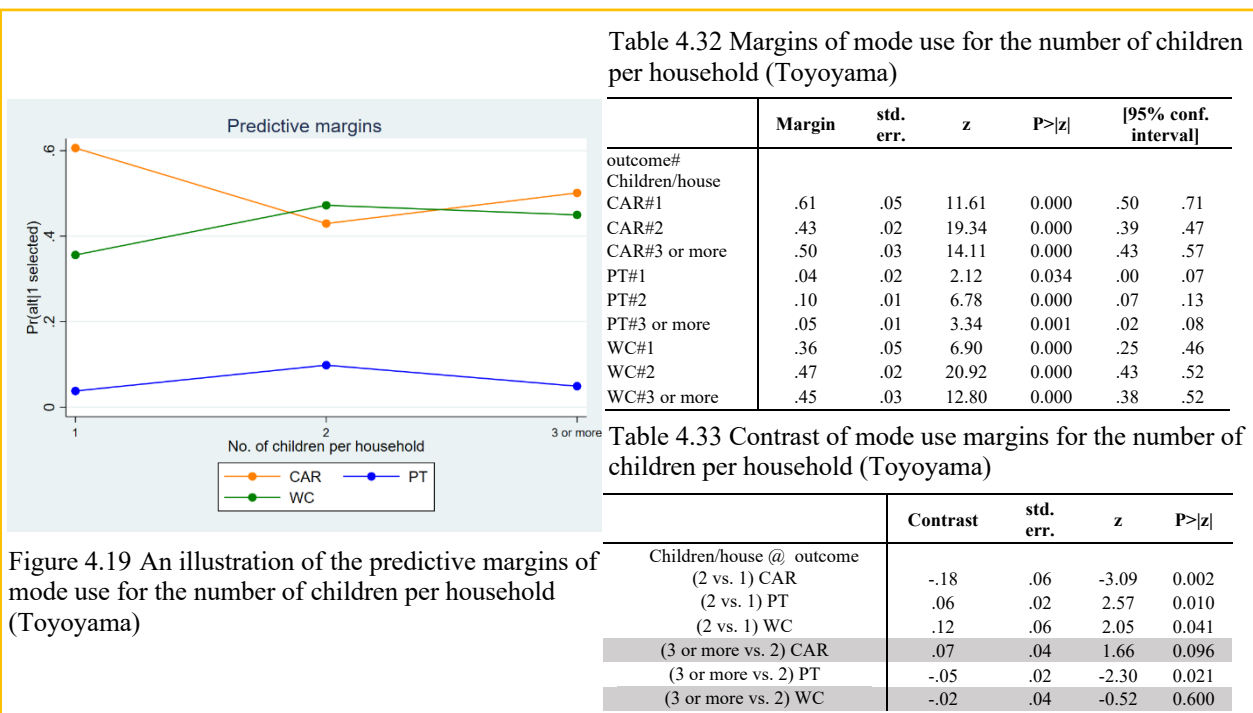 Table 4.32 Margins of mode use for the number of children
per household (Toyoyama)
Margin std. err. z P>|z| [95% conf. interval]
outcome#
Children/house
CAR#1 .61 .05 11.61 0.000 .50 .71
CAR#2 .43 .02 19.34 0.000 .39 .47
CAR#3 or more .50 .03 14.11 0.000 .43 .57
PT#1 .04 .02 2.12 0.034 .00 .07
PT#2 .10 .01 6.78 0.000 .07 .13
PT#3 or more .05 .01 3.34 0.001 .02 .08
WC#1 .36 .05 6.90 0.000 .25 .46
WC#2 .47 .02 20.92 0.000 .43 .52
WC#3 or more .45 .03 12.80 0.000 .38 .52
Predictive margins
Pr(alt|1 selected)
.6
.4
.2
0
1 2 3 or more
No. of children per household
CAR PT
WC
Figure 4.19 An illustration of the predictive margins of
mode use for the number of children per household
(Toyoyama)
Table 4.33 Contrast of mode use margins for the number of
children per household (Toyoyama)
Contrast std. err. z P>|z|
Children/house @ outcome
(2 vs. 1) CAR -.18 .06 -3.09 0.002
(2 vs. 1) PT .06 .02 2.57 0.010
(2 vs. 1) WC .12 .06 2.05 0.041
(3 or more vs. 2) CAR .07 .04 1.66 0.096
(3 or more vs. 2) PT -.05 .02 -2.30 0.021
(3 or more vs. 2) WC -.02 .04 -0.52 0.600